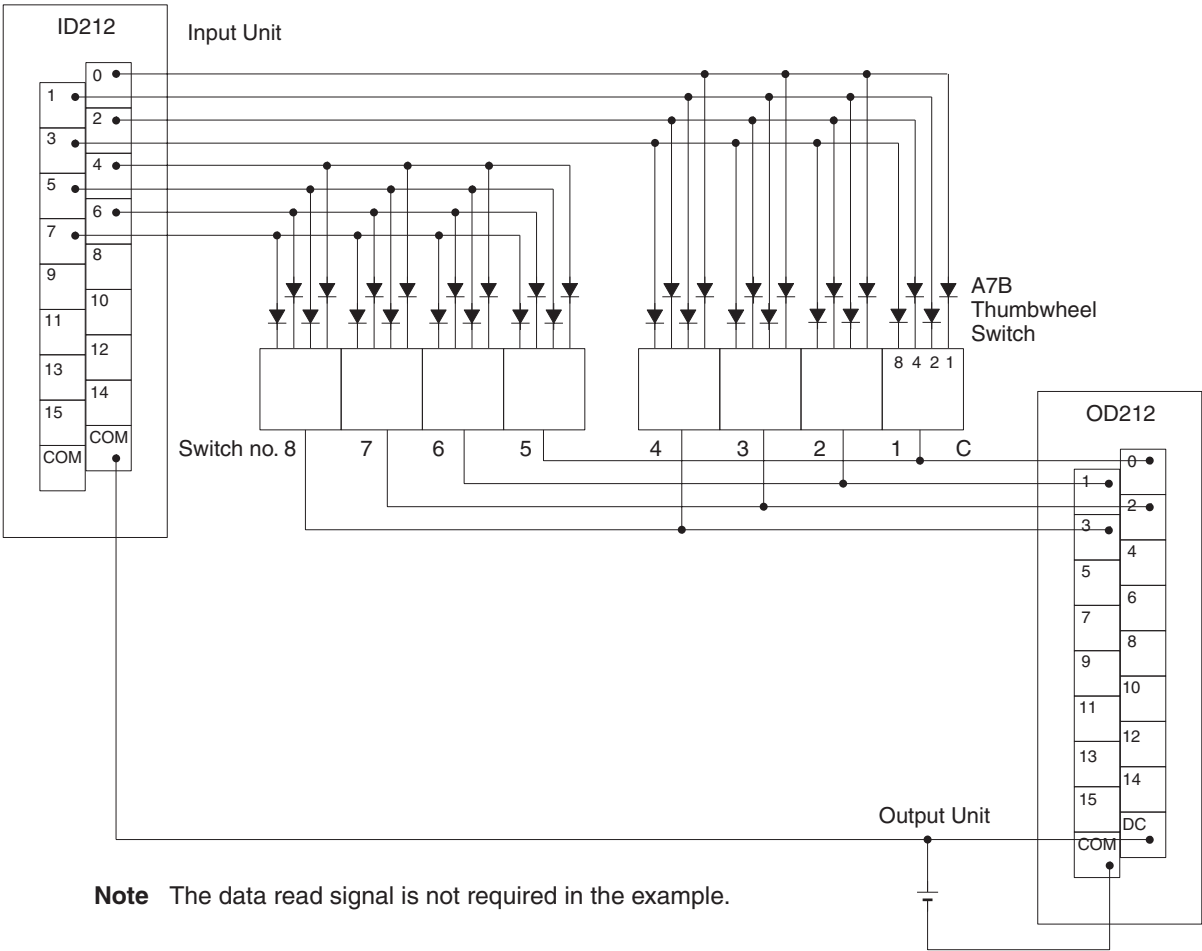 ID212
Input Unit
0
1
2
3
4
5
6
7
8
9
10
11
12
13
14
15
COM
COM
A7B
Thumbwheel
Switch
8 4 2 1
Switch no. 8 7 6 5 4 3 2 1 C
OD212
0
1
2
3
4
5
6
7
8
9
10
11
12
13
14
15
DC
COM
Output Unit
Note The data read signal is not required in the example.